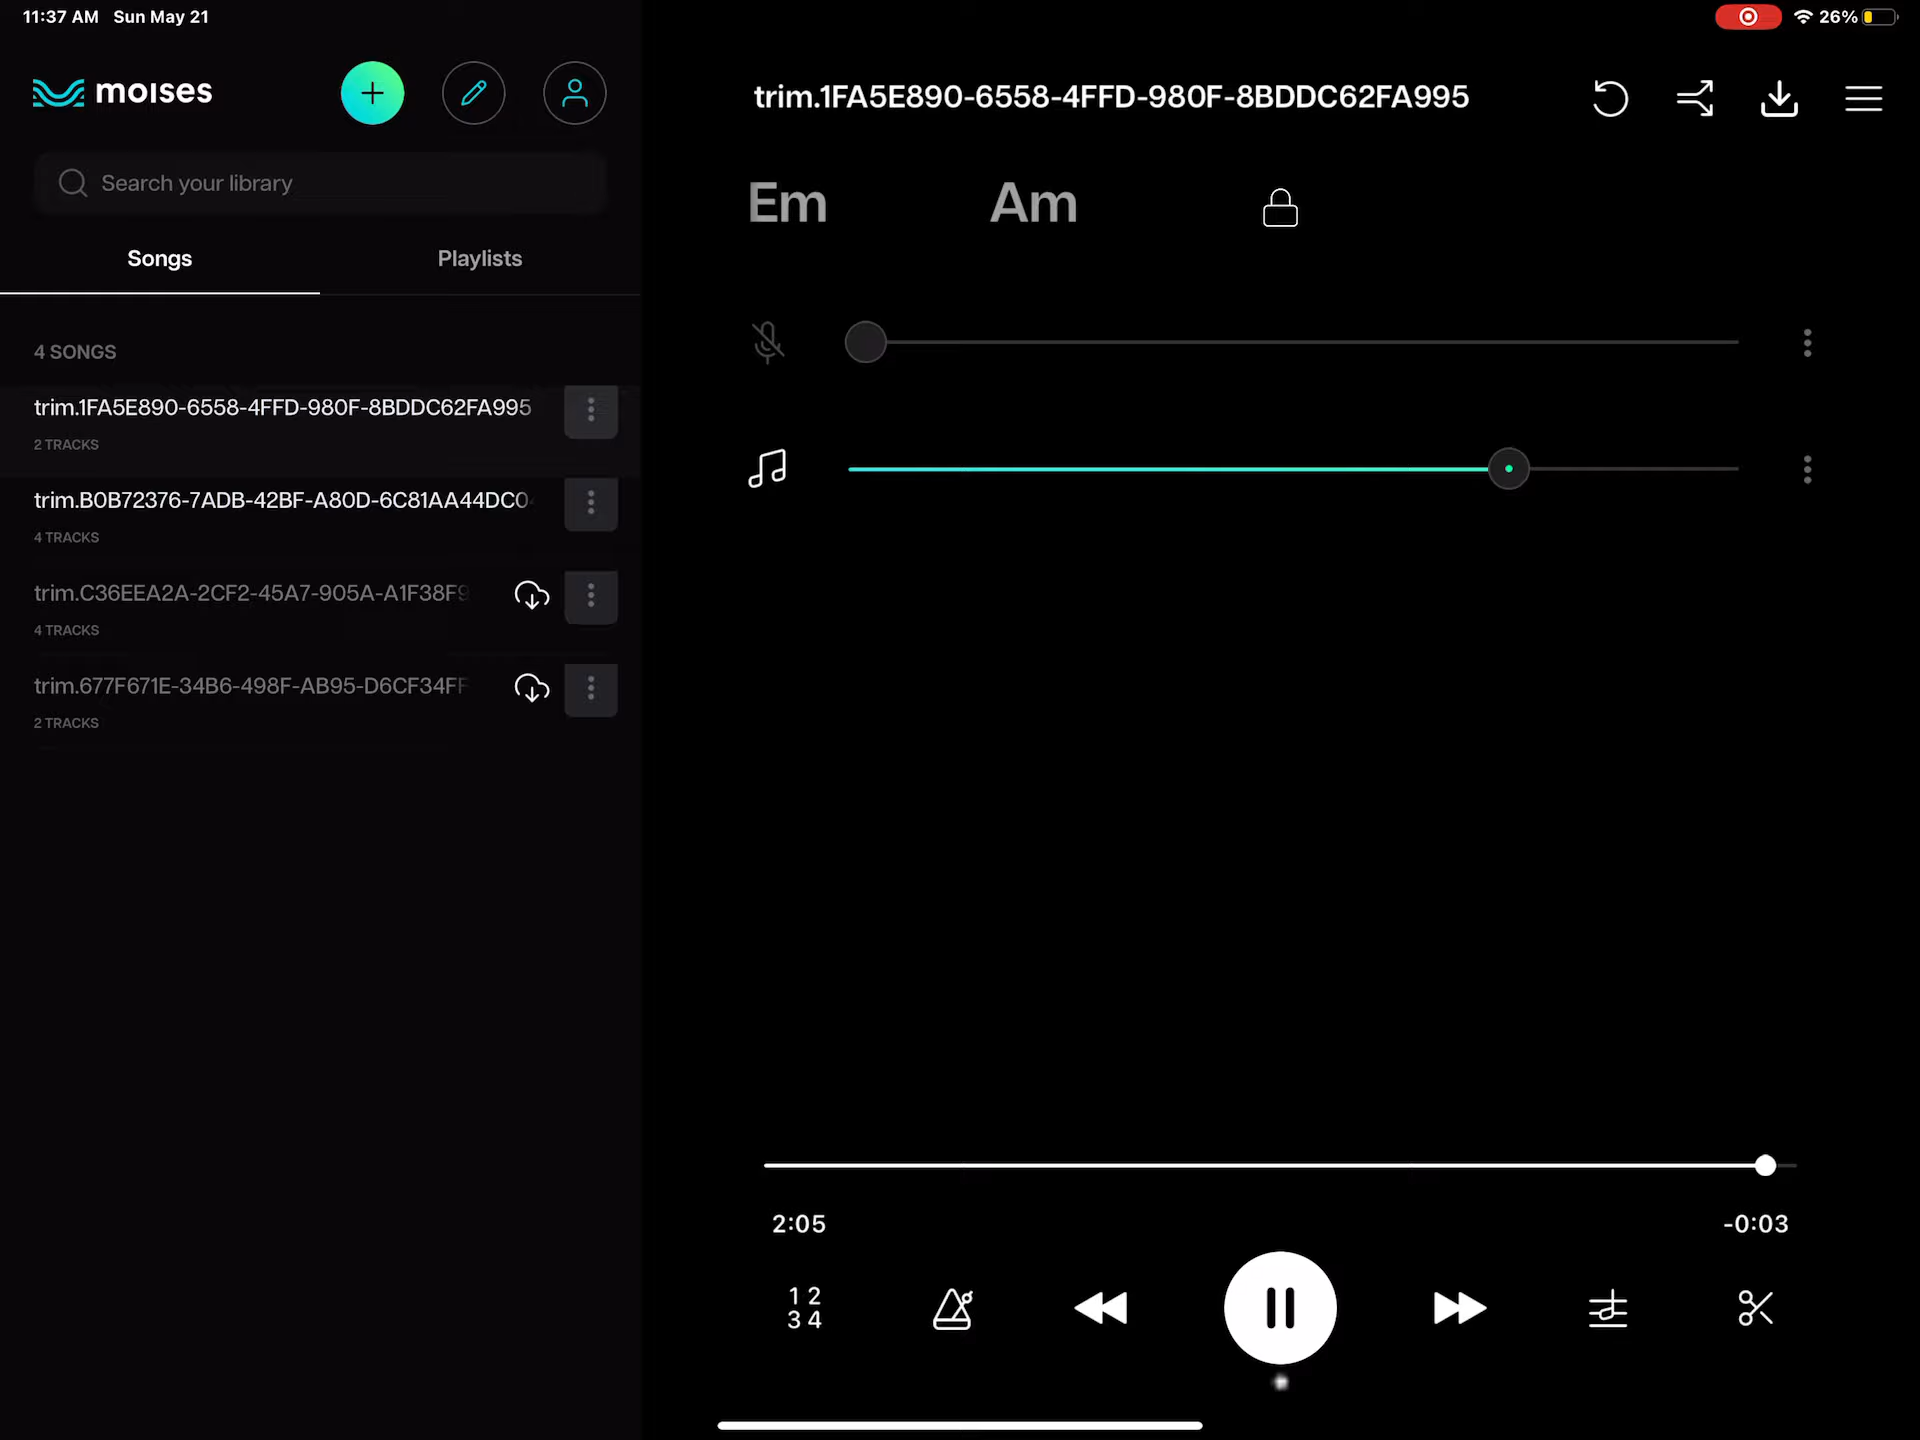 11:37 AM Sun May 21
26%
moises
Search your library
Songs
Playlists
4 SONGS
trim.1FA5E890-6558-4FFD-980F-8BDDC62FA995
2 TRACKS
trim.B0B72376-7ADB-42BF-A80D-6C81AA44DC0
4 TRACKS
trim.C36EEA2A-2CF2-45A7-905A-A1F38F9
4 TRACKS
trim.677F671E-34B6-498F-AB95-D6CF34FF
2 TRACKS
trim.1FA5E890-6558-4FFD-980F-8BDDC62FA995
Em Am
2:05
-0:03
1 2
3 4